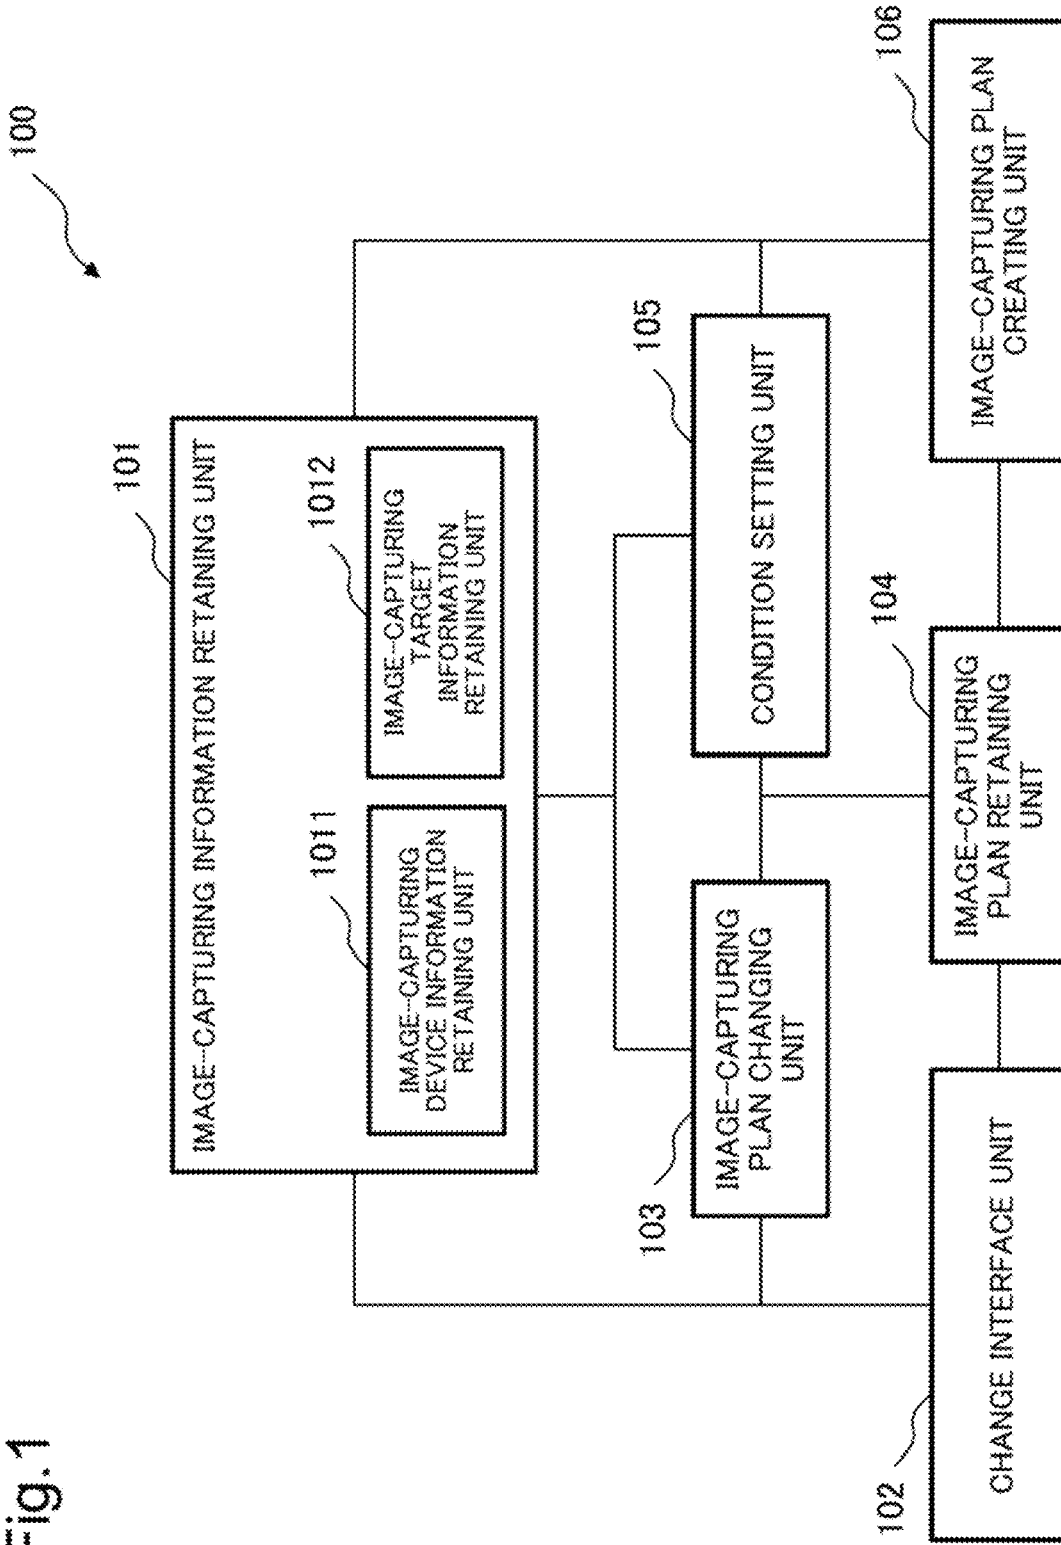 Fig.1
100
101
IMAGE-CAPTURING INFORMATION RETAINING UNIT
1011
IMAGE-CAPTURING
DEVICE INFORMATION
RETAINING UNIT
1012
IMAGE-CAPTURING
TARGET
INFORMATION
RETAINING UNIT
103
IMAGE-CAPTURING
PLAN CHANGING
UNIT
105
CONDITION SETTING UNIT
102
CHANGE INTERFACE UNIT
104
IMAGE-CAPTURING
PLAN RETAINING
UNIT
106
IMAGE-CAPTURING PLAN
CREATING UNIT